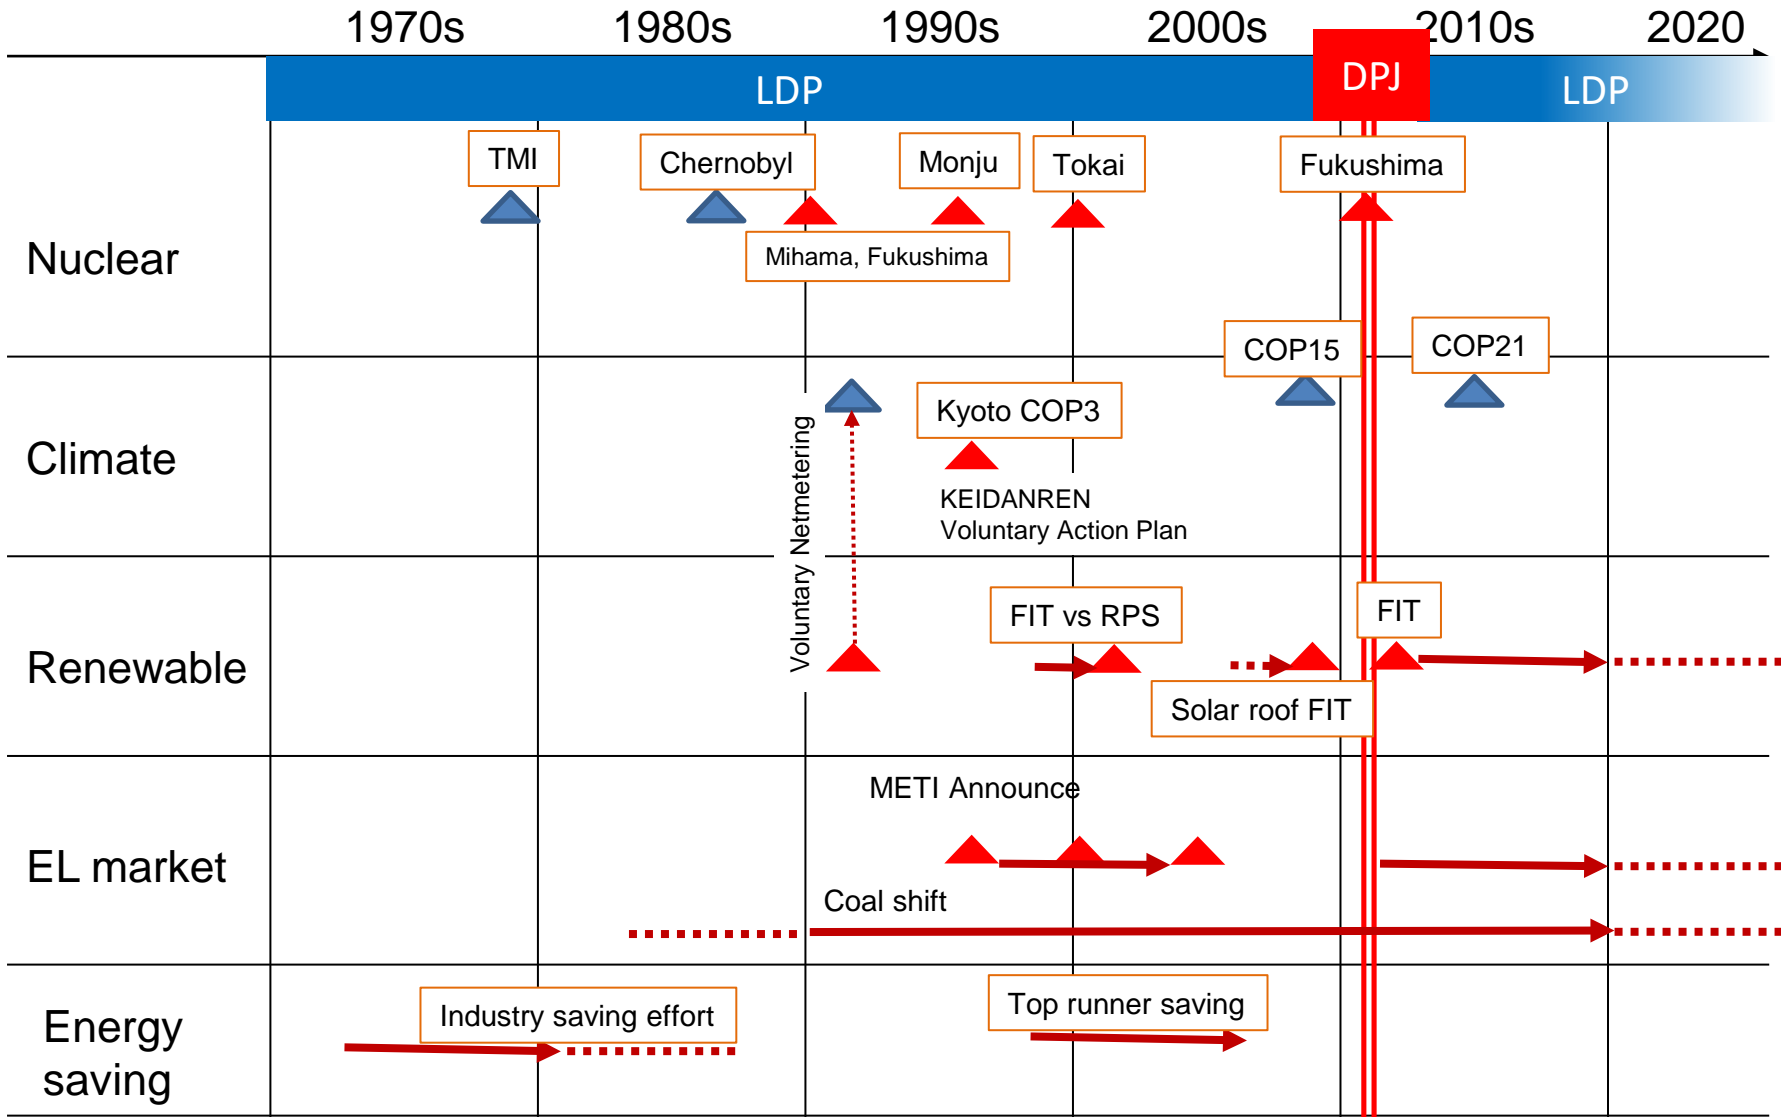 1970s 1980s 1990s 2000s 2010s 2020
LDP DPJ LDP
TMI Chernobyl Monju Tokai Fukushima
Nuclear
Mihama, Fukushima
COP15 COP21
Climate
Kyoto COP3
KEIDANREN
Voluntary Action Plan
Voluntary Netmetering
Renewable
FIT vs RPS FIT
Solar roof FIT
EL market
METI Announce
Coal shift
Energy
saving
Industry saving effort
Top runner saving